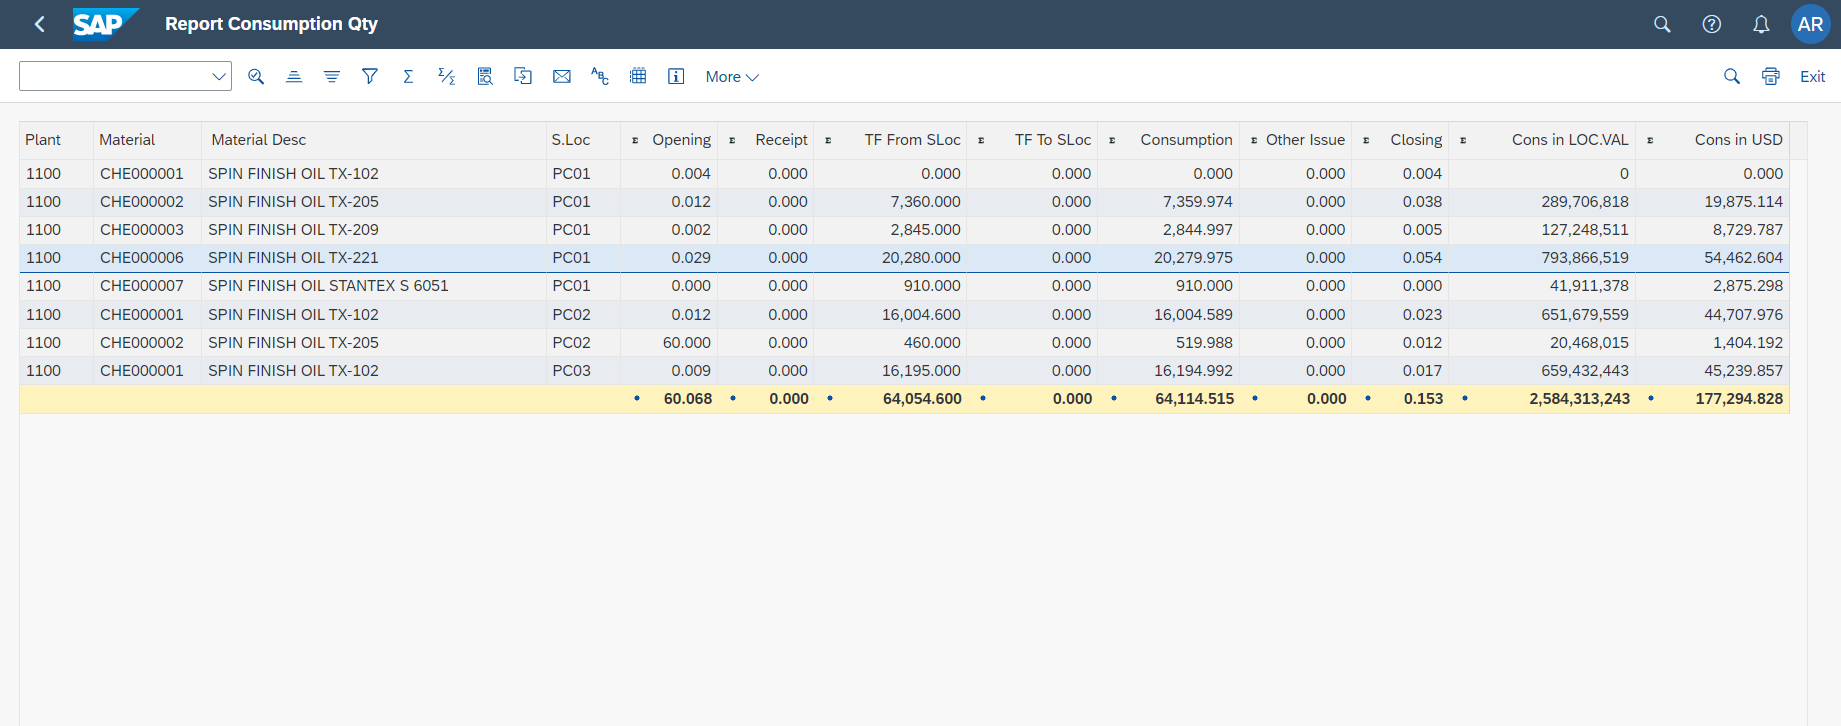 SAP Report Consumption Qty AR
More Exit
Plant Material Material Desc S.Loc Opening Receipt TF From SLoc TF To SLoc Consumption Other Issue Closing Cons in LOC.VAL Cons in USD
1100 CHE000001 SPIN FINISH OIL TX-102 PC01 0.004 0.000 0.000 0.000 0.000 0.000 0.004 0 0.000
1100 CHE000002 SPIN FINISH OIL TX-205 PC01 0.012 0.000 7,360.000 0.000 7,359.974 0.000 0.038 289,706,818 19,875.114
1100 CHE000003 SPIN FINISH OIL TX-209 PC01 0.002 0.000 2,845.000 0.000 2,844.997 0.000 0.005 127,248,511 8,729.787
1100 CHE000006 SPIN FINISH OIL TX-221 PC01 0.029 0.000 20,280.000 0.000 20,279.975 0.000 0.054 793,866,519 54,462.604
1100 CHE000007 SPIN FINISH OIL STANTEX S 6051 PC01 0.000 0.000 910.000 0.000 910.000 0.000 0.000 41,911,378 2,875.298
1100 CHE000001 SPIN FINISH OIL TX-102 PC02 0.012 0.000 16,004.600 0.000 16,004.589 0.000 0.023 651,679,559 44,707.976
1100 CHE000002 SPIN FINISH OIL TX-205 PC02 60.000 0.000 460.000 0.000 519.988 0.000 0.012 20,468,015 1,404.192
1100 CHE000001 SPIN FINISH OIL TX-102 PC03 0.009 0.000 16,195.000 0.000 16,194.992 0.000 0.017 659,432,443 45,239.857
• 60.068 • 0.000 • 64,054.600 • 0.000 • 64,114.515 • 0.000 • 0.153 • 2,584,313,243 • 177,294.828